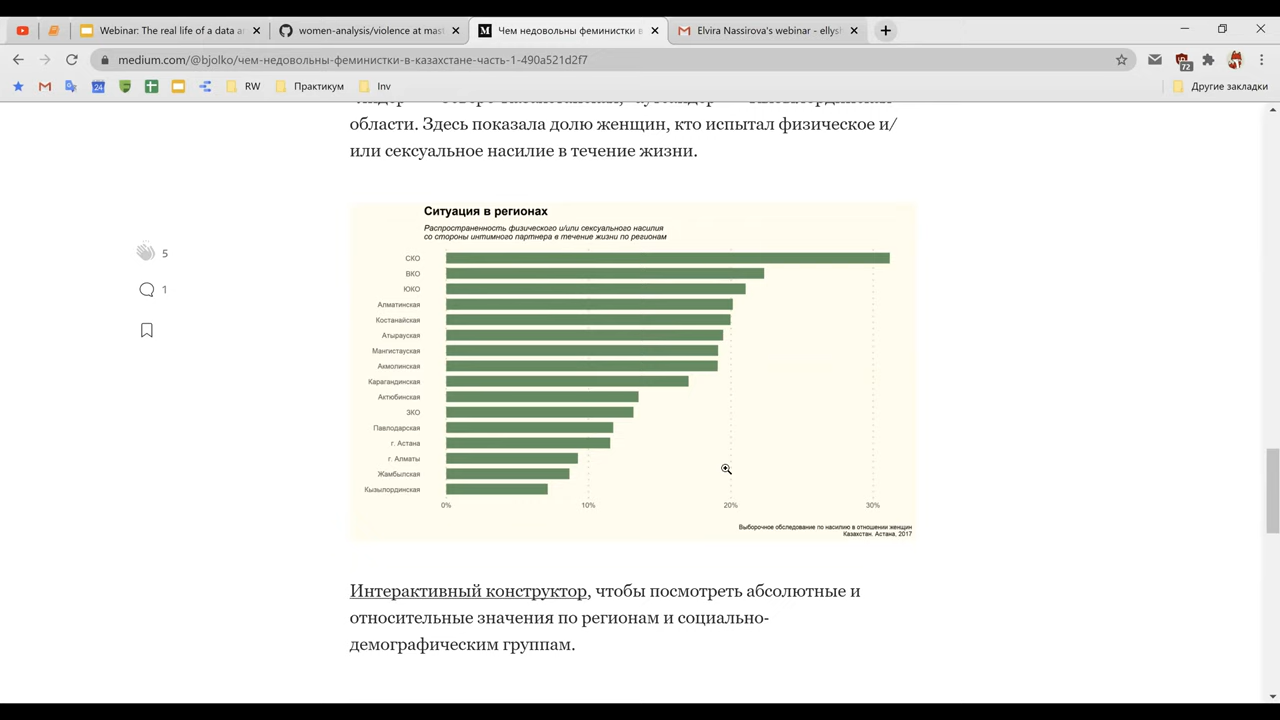 Webinar: The real life of a data a
women-analysis/violence at mast
Чем недовольны феминистки в
Elvira Nassirova's webinar - ellys
medium.com/@bjolko/чем-недовольны-феминистки-в-казахстане-часть-1-490a521d2f7
72
24
RW
Практикум
Inv
Другие закладки
области. Здесь показала долю женщин, кто испытал физическое и/
или сексуальное насилие в течение жизни.
5
1
Ситуация в регионах
Распространенность физического и/или сексуального насилия
со стороны интимного партнера в течение жизни по регионам
СКО
ВКО
ЮКО
Алматинская
Костанайская
Атырауская
Мангистауская
Акмолинская
Карагандинская
Актюбинская
ЗКО
Павлодарская
г. Астана
г. Алматы
Жамбылская
Кызылординская
0%
10%
20%
30%
Выборочное обследование по насилию в отношении женщин
Казахстан. Астана, 2017
Интерактивный конструктор, чтобы посмотреть абсолютные и
относительные значения по регионам и социально-
демографическим группам.